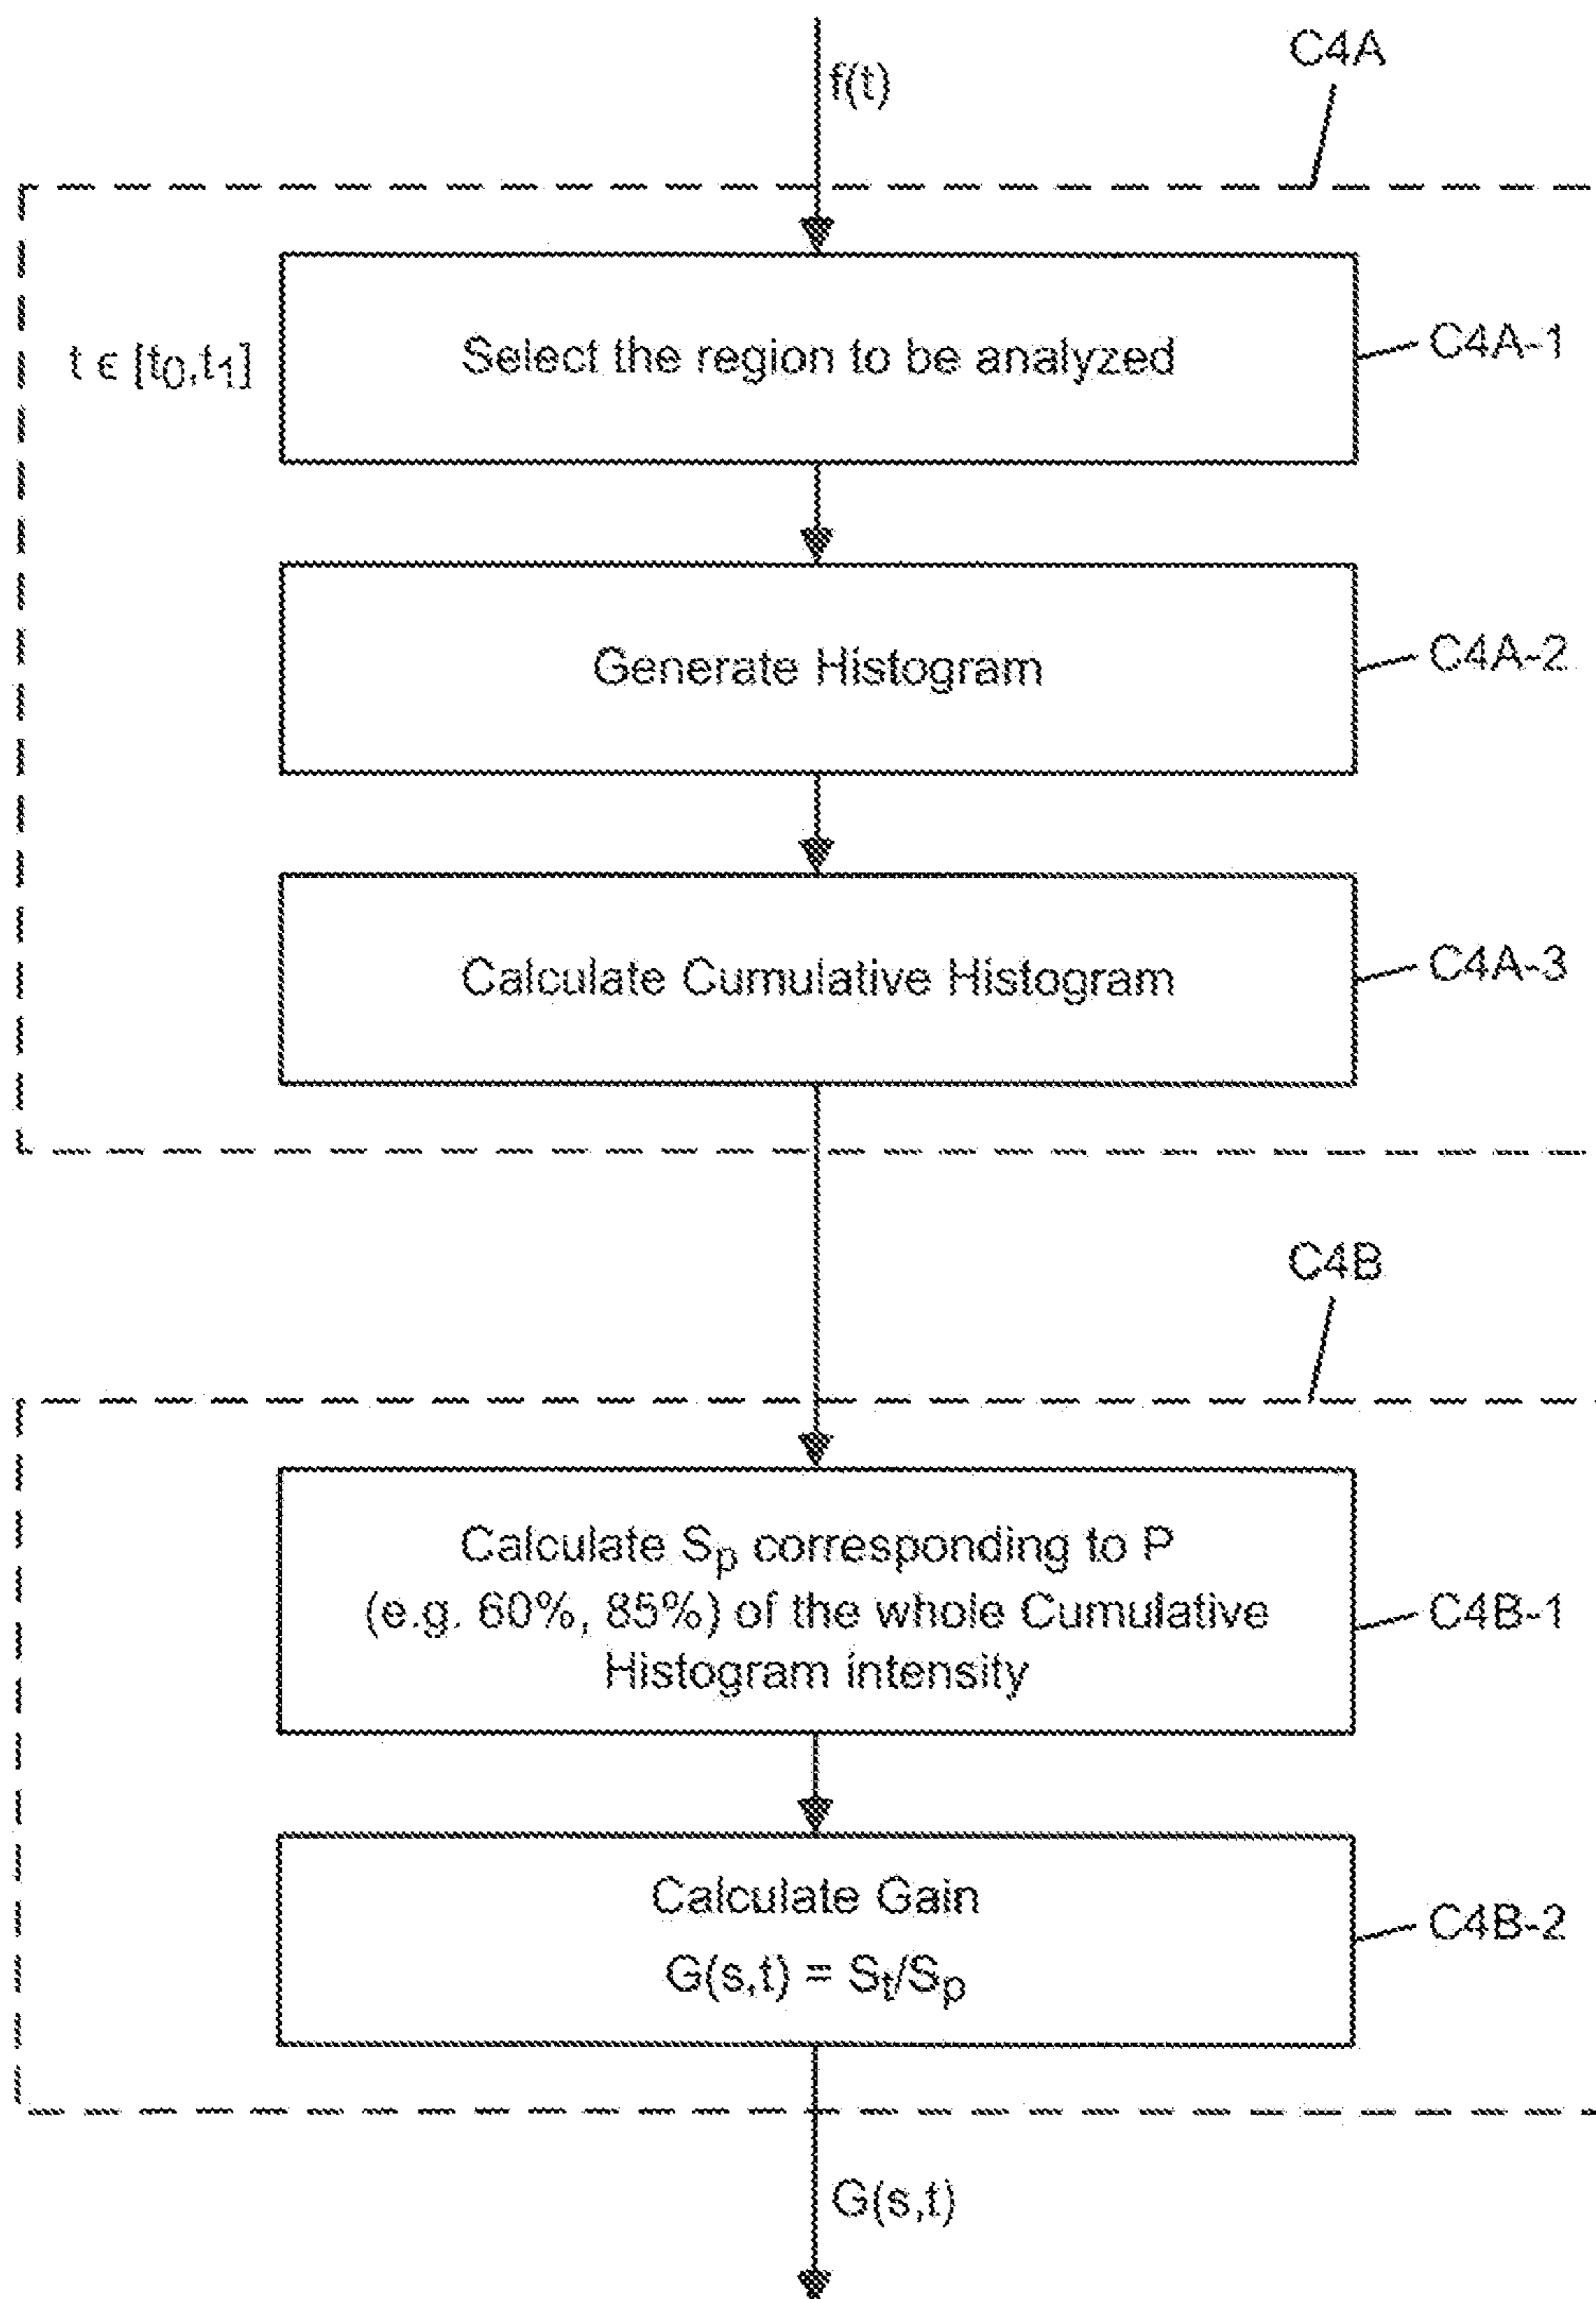 f(t)
C4A
t ϵ [t0,t1]
Select the region to be analyzed
C4A-1
Generate Histogram
C4A-2
Calculate Cumulative Histogram
C4A-3
C4B
Calculate Sp corresponding to P
(e.g. 60%, 85%) of the whole Cumulative
Histogram intensity
C4B-1
Calculate Gain
G(s,t) = St/Sp
C4B-2
G(s,t)